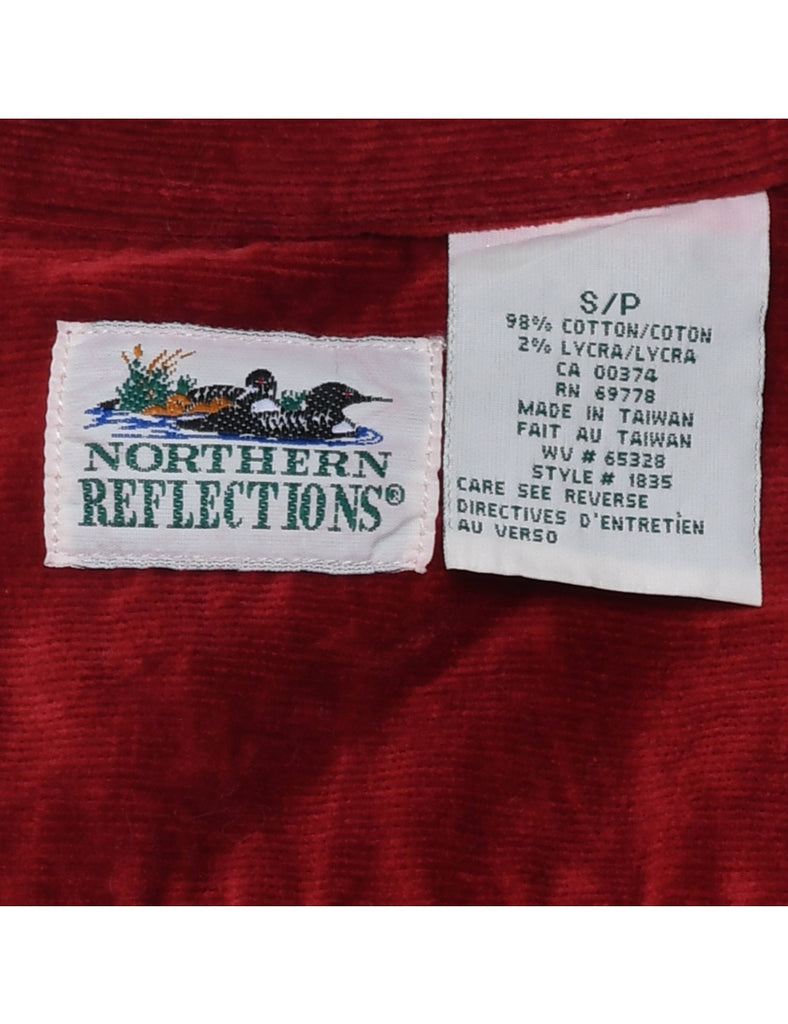 NORTHERN
REFLECTIONS®
S/P
98% COTTON/COTON
2% LYCRA/LYCRA
CA 00374
RN 69778
MADE IN TAIWAN
FAIT AU TAIWAN
WV # 65328
STYLE # 1835
CARE SEE REVERSE
DIRECTIVES D'ENTRETIEN
AU VERSO